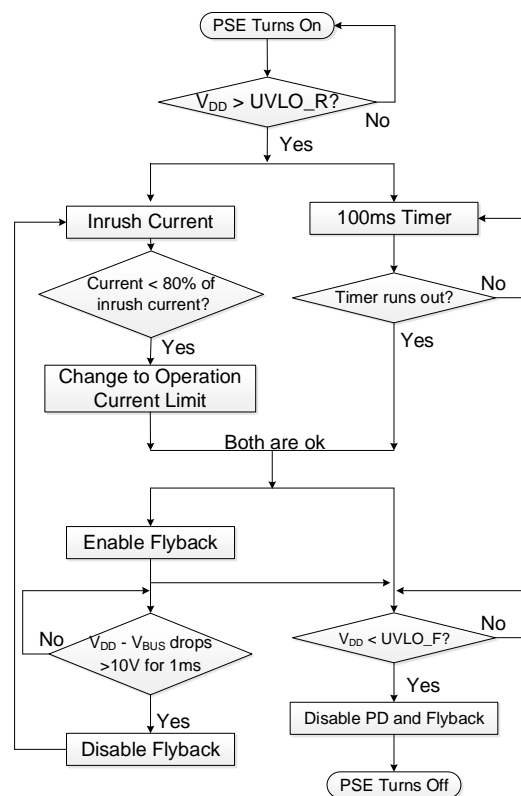 PSE Turns On
V_DD > UVLO_R?
No
Yes
Inrush Current
100ms Timer
Current < 80% of
inrush current?
Timer runs out?
No
Yes
Yes
Change to Operation
Current Limit
Both are ok
Enable Flyback
No
V_DD - V_BUS drops
>10V for 1ms
V_DD < UVLO_F?
No
Yes
Yes
Disable Flyback
Disable PD and Flyback
PSE Turns Off